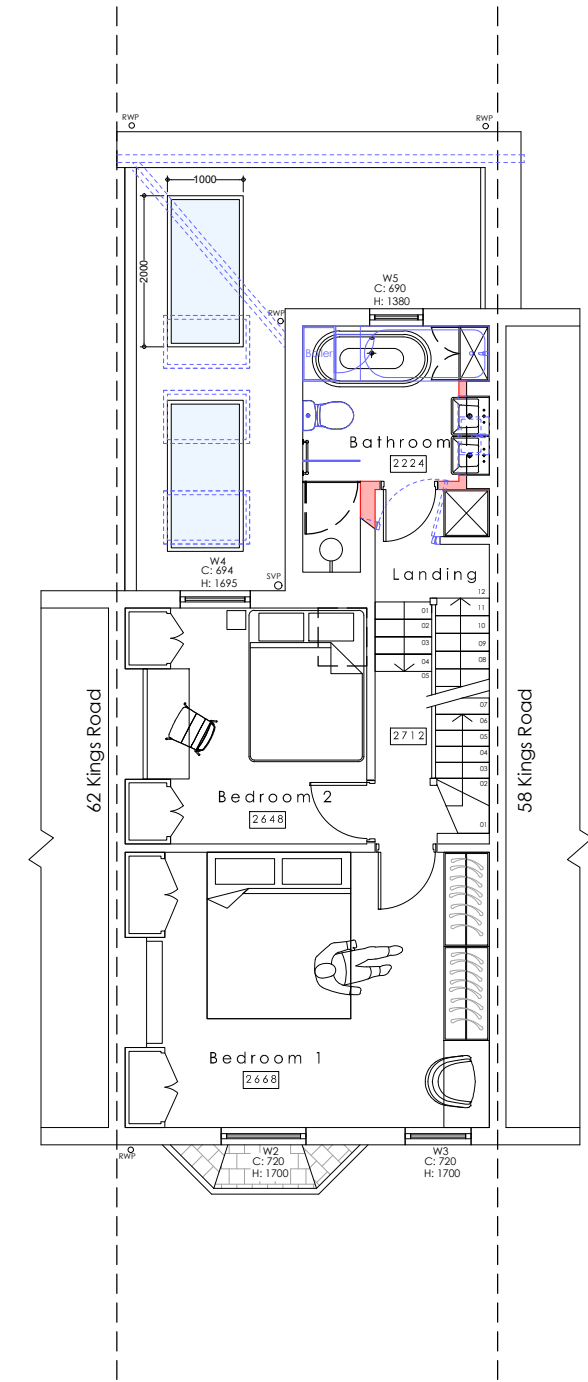 RWP
RWP
1000
2000
W5
C: 690
H: 1380
RWP
Boiler
Bathroom
2224
W4
C: 694
H: 1695
SVP
Landing
12
11
10
09
08
07
06
05
04
03
02
01
01
02
03
04
05
62 Kings Road
58 Kings Road
2712
Bedroom 2
2648
Bedroom 1
2668
RWP
W2
C: 720
H: 1700
W3
C: 720
H: 1700